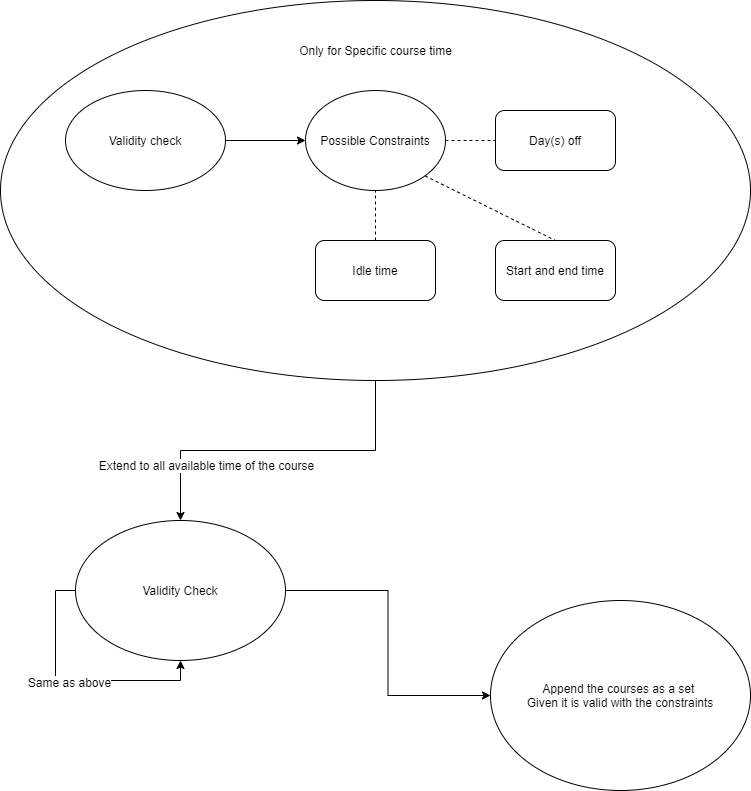 Only for Specific course time
Validity check
Possible Constraints
Day(s) off
Idle time
Start and end time
Extend to all available time of the course
Validity Check
Same as above
Append the courses as a set
Given it is valid with the constraints